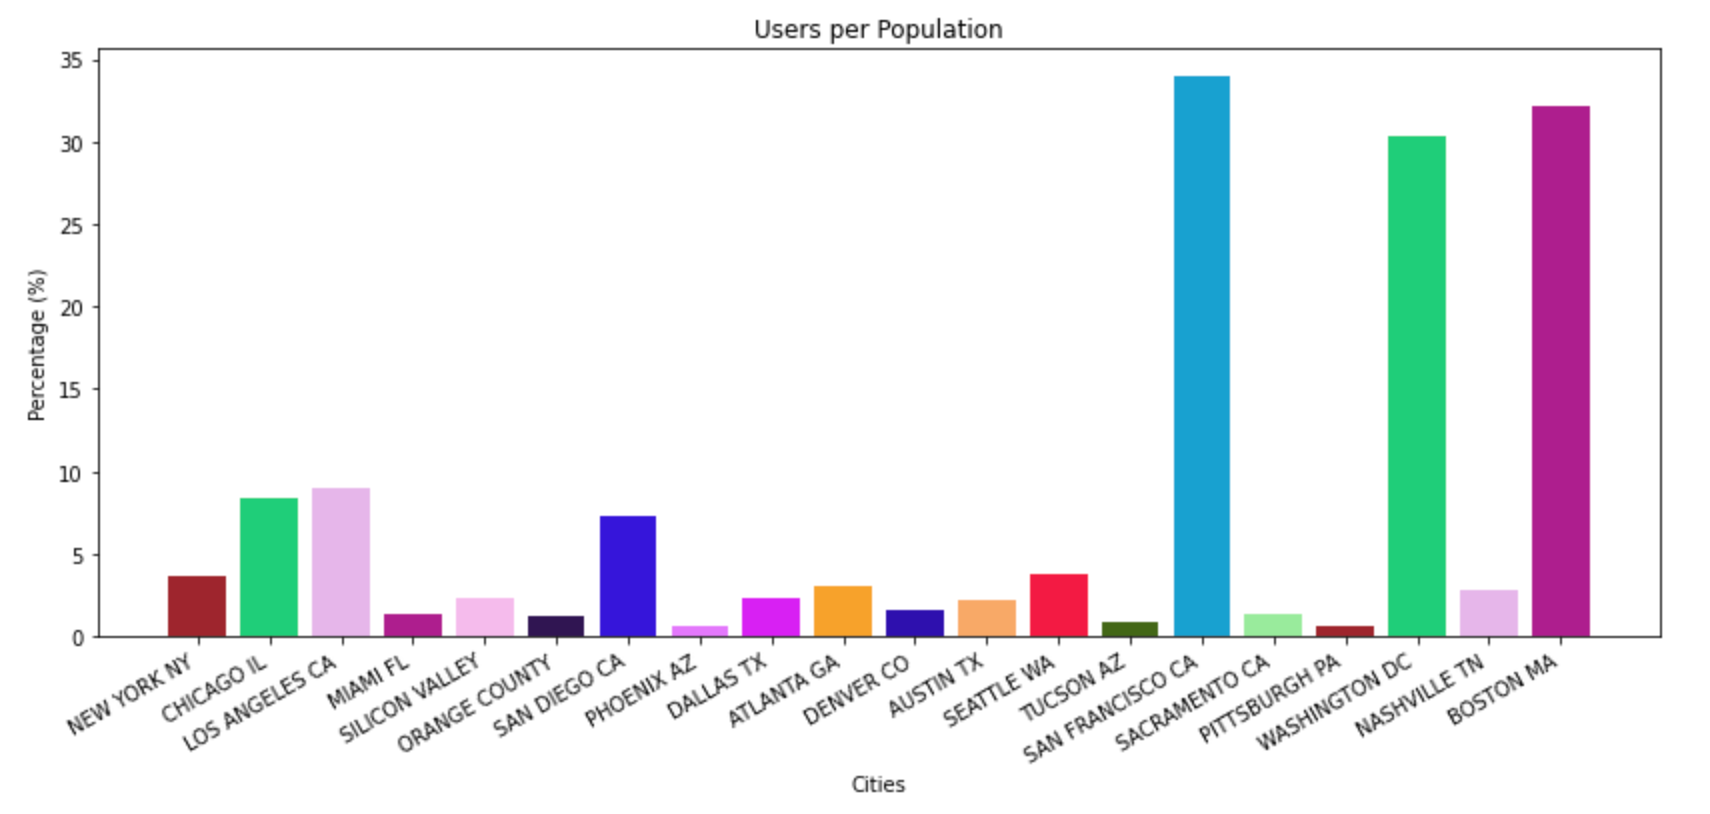 Users per Population
35
30
25
20
15
10
5
0
Percentage (%)
NEW YORK NY
CHICAGO IL
LOS ANGELES CA
MIAMI FL
SILICON VALLEY
ORANGE COUNTY
SAN DIEGO CA
PHOENIX AZ
DALLAS TX
ATLANTA GA
DENVER CO
AUSTIN TX
SEATTLE WA
TUCSON AZ
SAN FRANCISCO CA
SACRAMENTO CA
PITTSBURGH PA
WASHINGTON DC
NASHVILLE TN
BOSTON MA
Cities